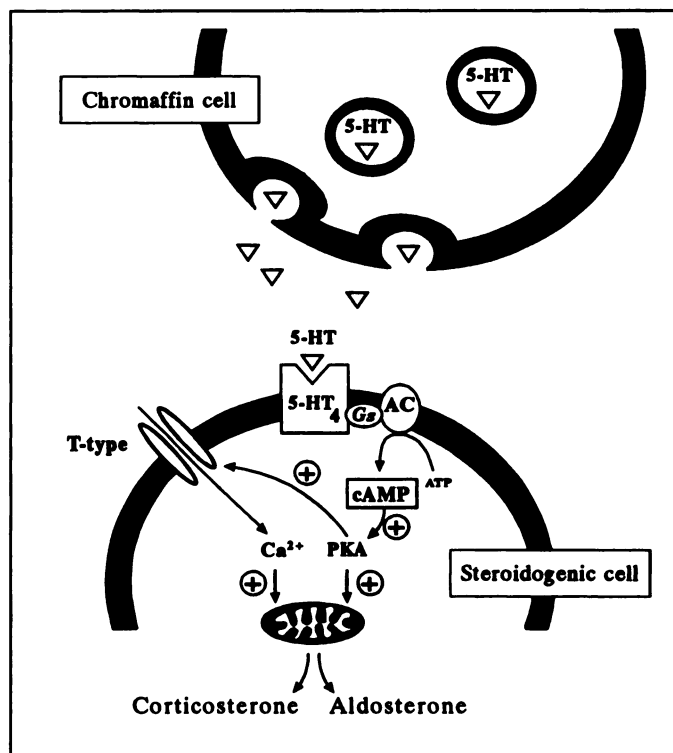 5-HT
Chromaffin cell
5-HT
5-HT
5-HT₄ Gs AC
T-type
+
cAMP ATP
+
Ca²⁺ PKA
+ +
Steroidogenic cell
Corticosterone Aldosterone